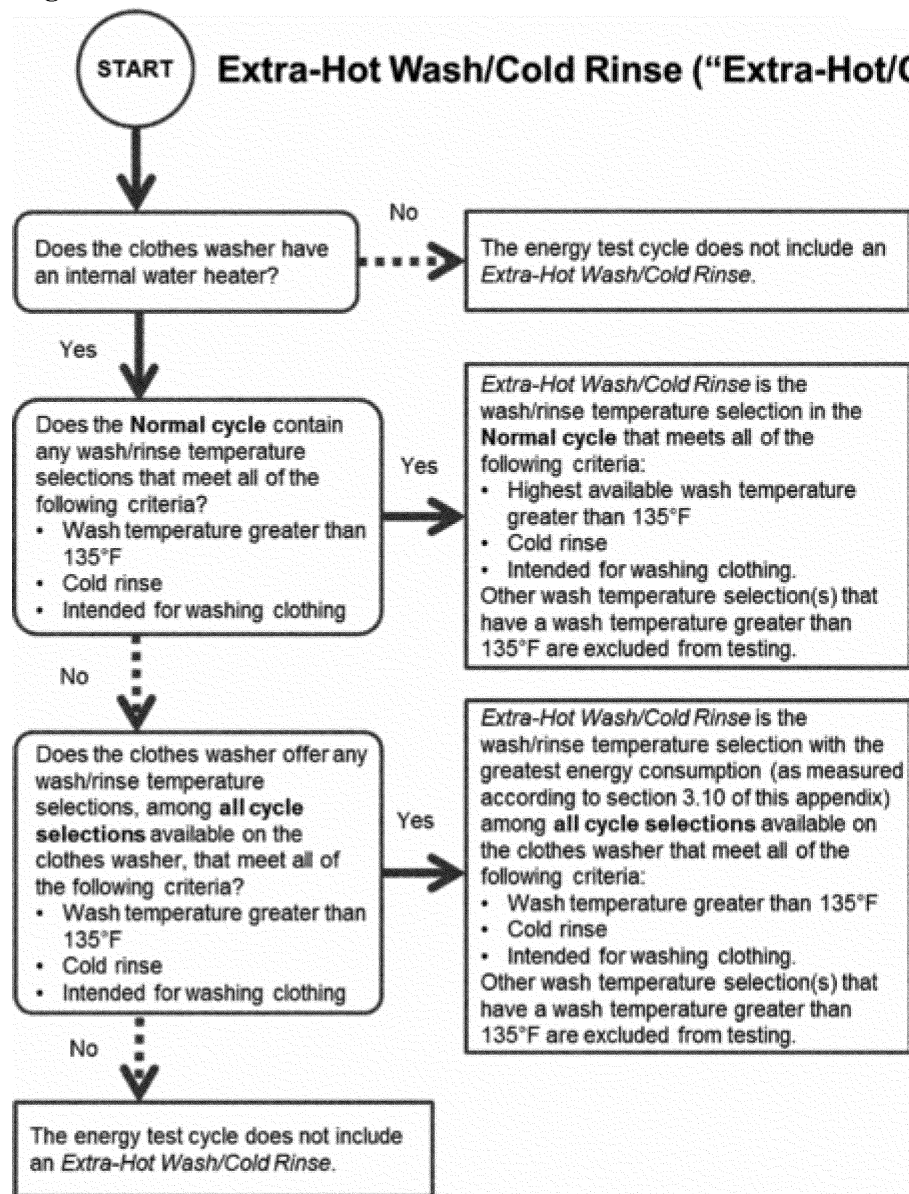 START
Extra-Hot Wash/Cold Rinse (“Extra-Hot/C
No
Does the clothes washer have
an internal water heater?
The energy test cycle does not include an
Extra-Hot Wash/Cold Rinse.
Yes
Does the Normal cycle contain
any wash/rinse temperature
selections that meet all of the
following criteria?
• Wash temperature greater than
135°F
• Cold rinse
• Intended for washing clothing
Yes
Extra-Hot Wash/Cold Rinse is the
wash/rinse temperature selection in the
Normal cycle that meets all of the
following criteria:
• Highest available wash temperature
greater than 135°F
• Cold rinse
• Intended for washing clothing.
Other wash temperature selection(s) that
have a wash temperature greater than
135°F are excluded from testing.
No
Does the clothes washer offer any
wash/rinse temperature
selections, among all cycle
selections available on the
clothes washer, that meet all of
the following criteria?
• Wash temperature greater than
135°F
• Cold rinse
• Intended for washing clothing
Yes
Extra-Hot Wash/Cold Rinse is the
wash/rinse temperature selection with the
greatest energy consumption (as measured
according to section 3.10 of this appendix)
among all cycle selections available on
the clothes washer that meet all of the
following criteria:
• Wash temperature greater than 135°F
• Cold rinse
• Intended for washing clothing.
Other wash temperature selection(s) that
have a wash temperature greater than
135°F are excluded from testing.
No
The energy test cycle does not include
an Extra-Hot Wash/Cold Rinse.